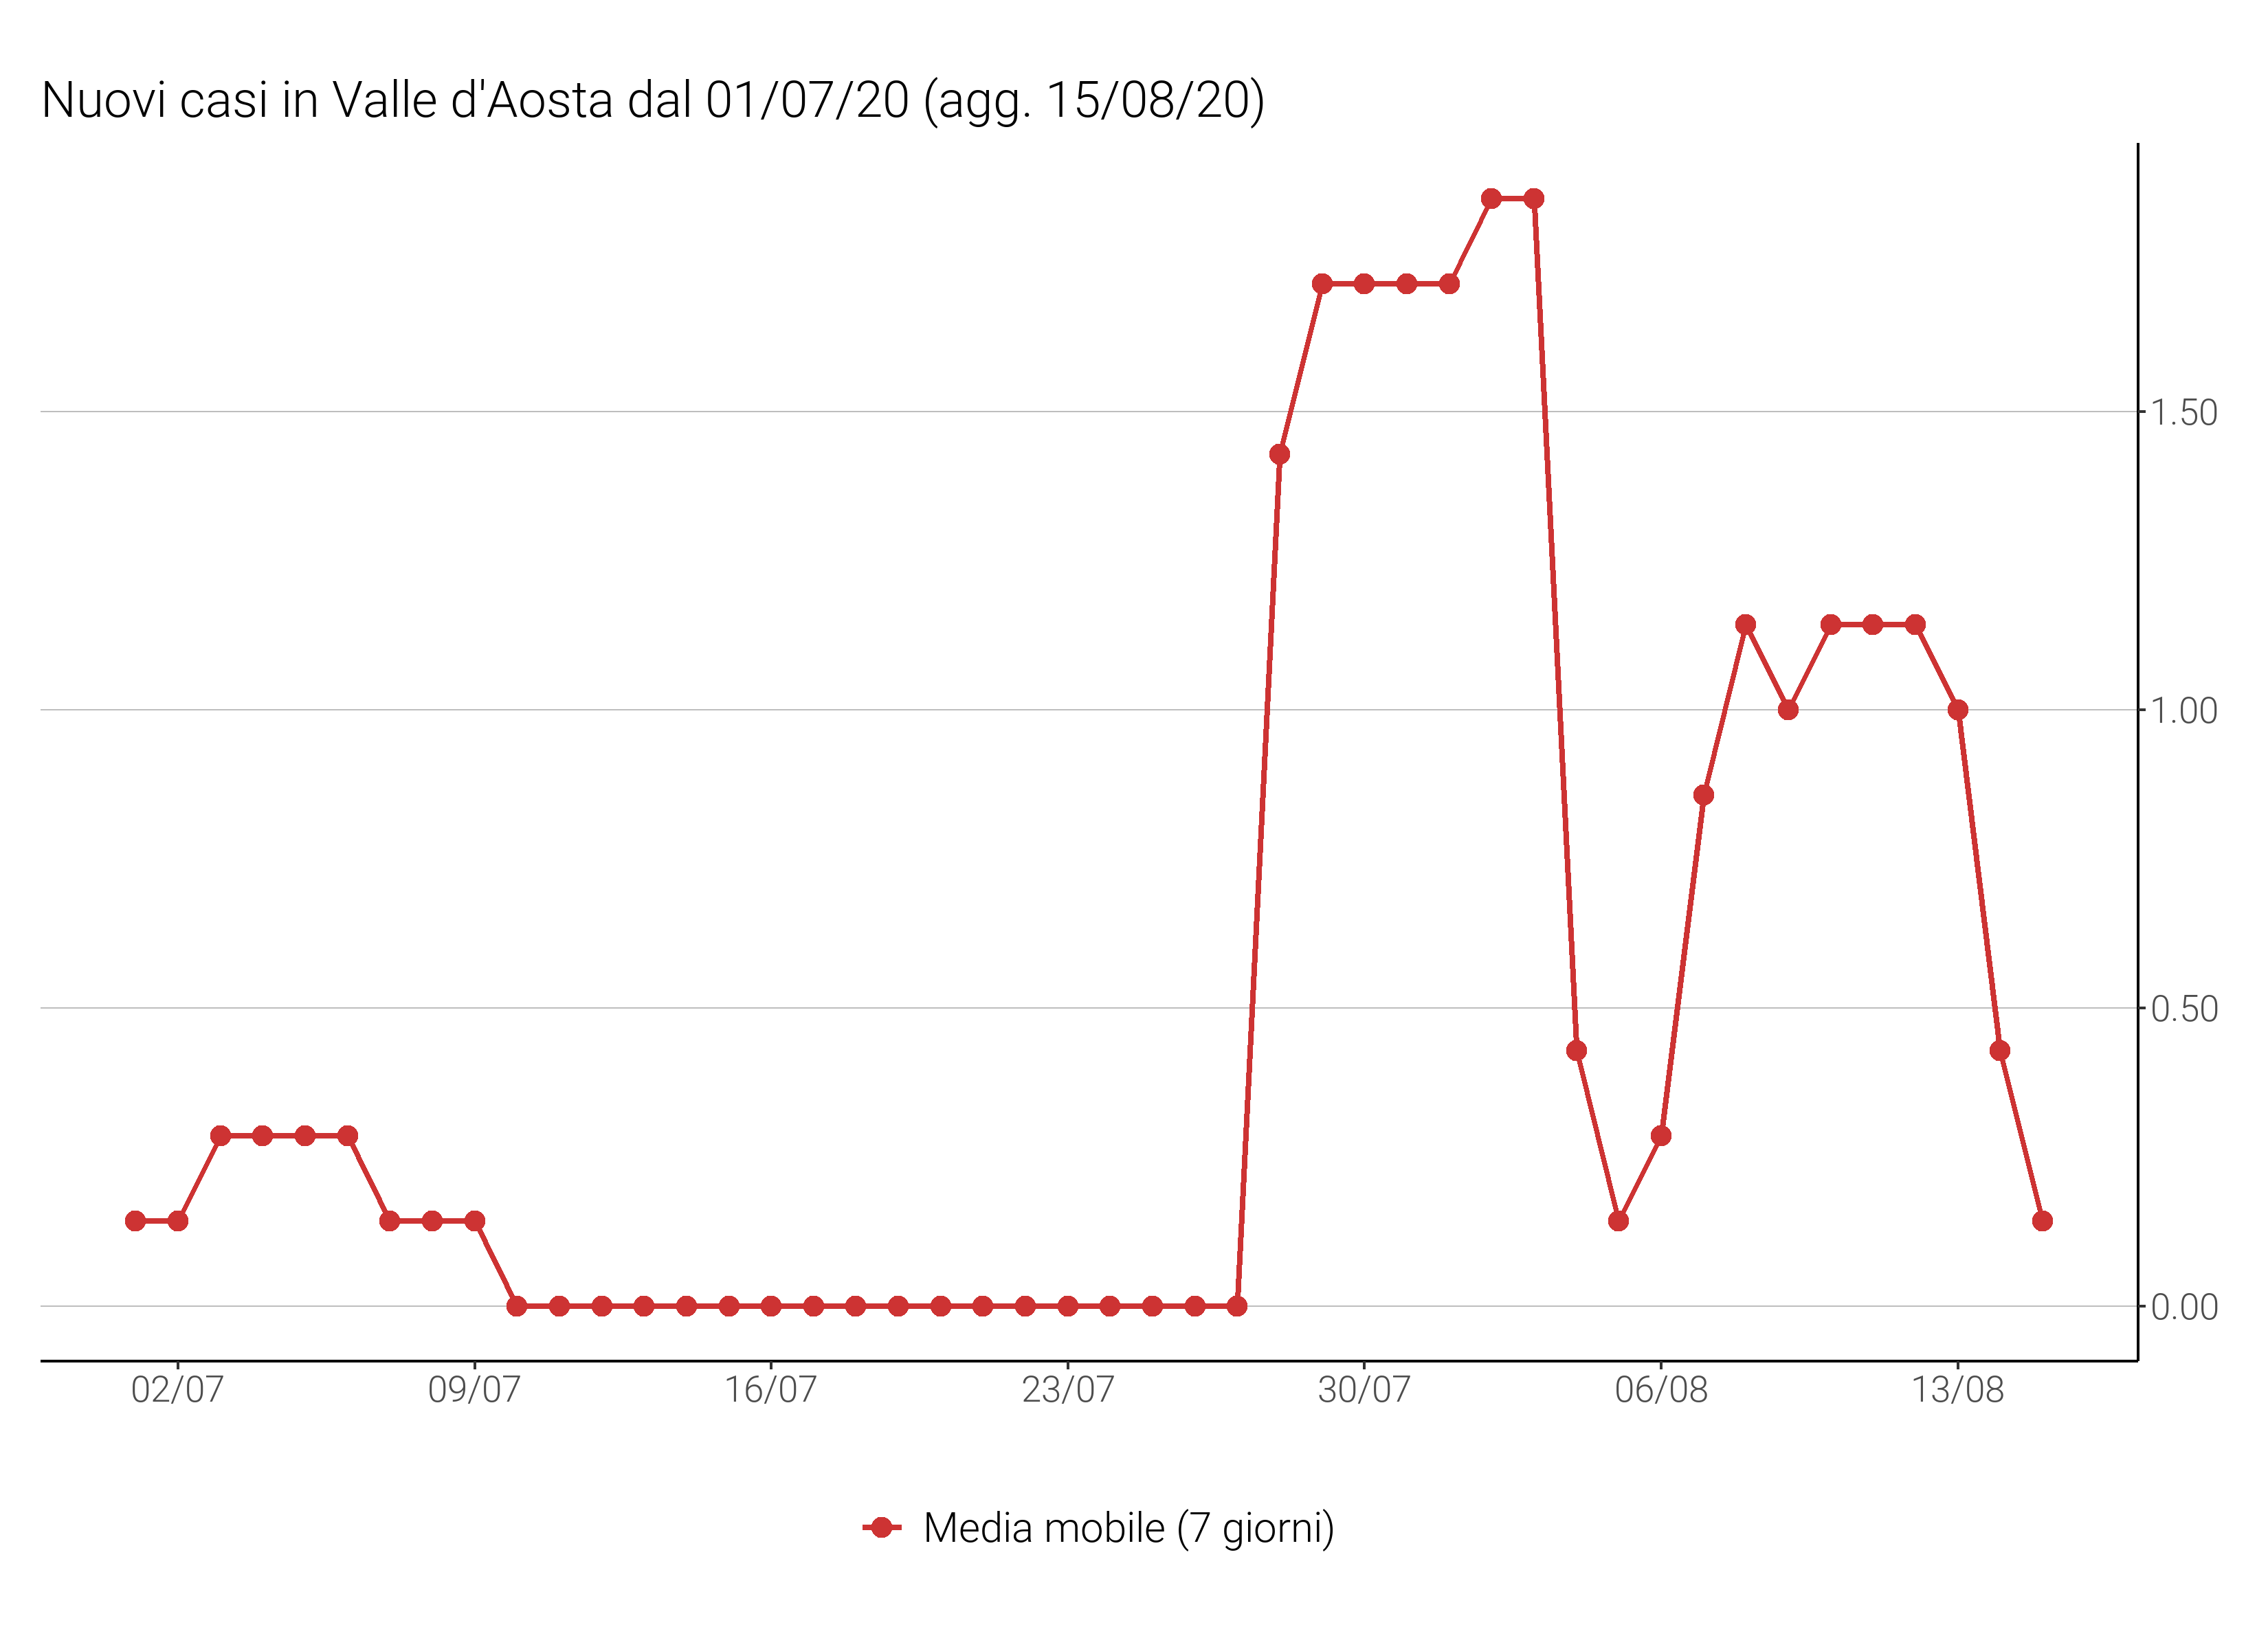 Nuovi casi in Valle d'Aosta dal 01/07/20 (agg. 15/08/20)
1.50
1.00
0.50
0.00
02/07 09/07 16/07 23/07 30/07 06/08 13/08
Media mobile (7 giorni)